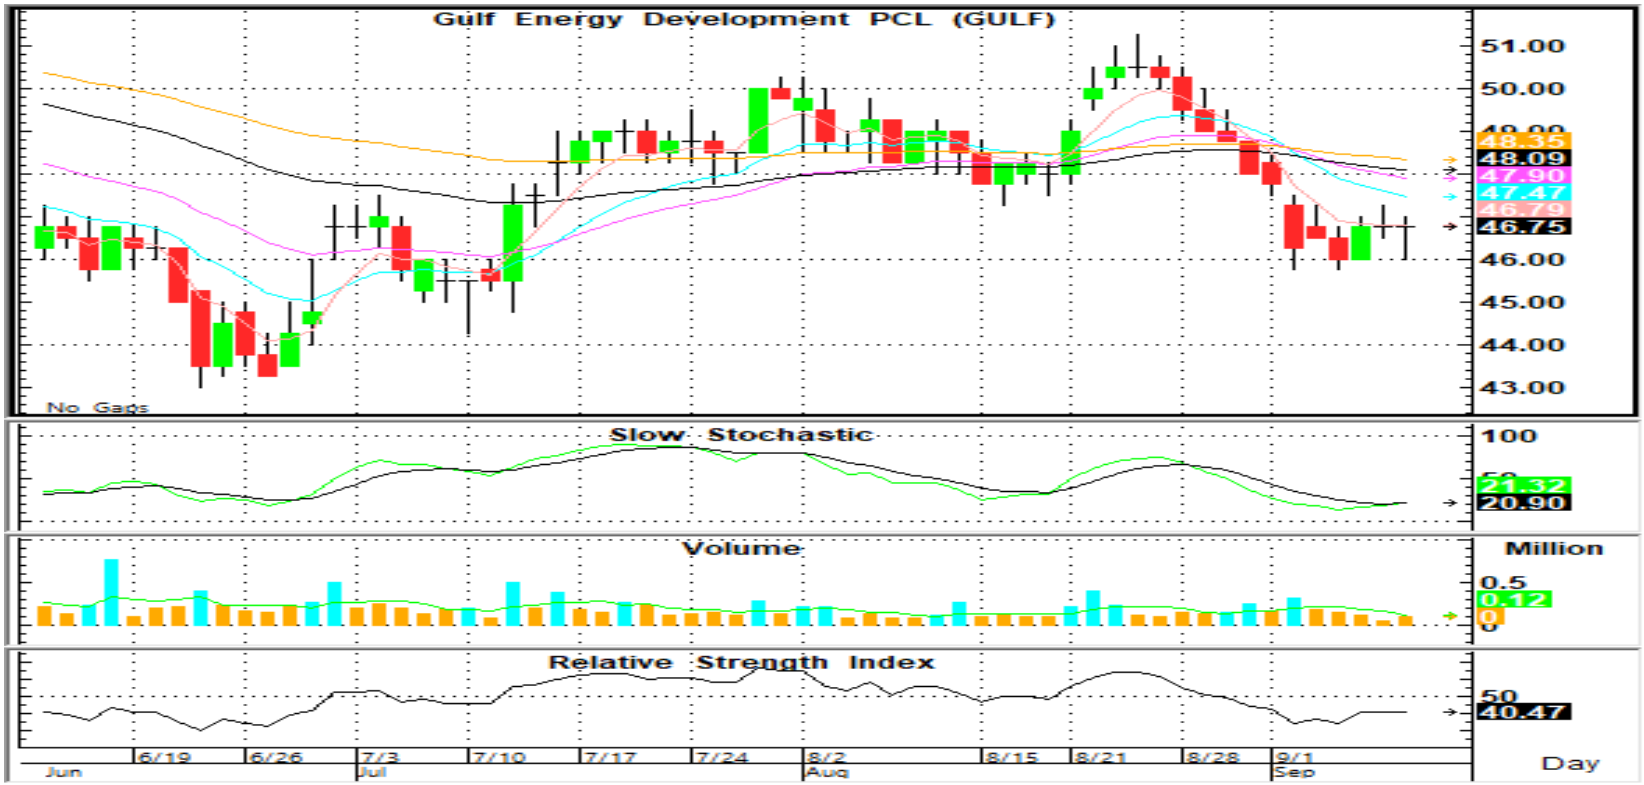 Gulf Energy Development PCL (GULF)
51.00
50.00
49.00
48.35
48.09
47.90
47.47
46.79
46.75
46.00
45.00
44.00
43.00
No Gaps
Slow Stochastic
100
50
21.32
20.90
Volume
Million
0.5
0.12
0
0
Relative Strength Index
50
40.47
6/19 6/26 7/3 7/10 7/17 7/24 8/2 8/15 8/21 8/28 9/1
Jun Jul Aug Sep
Day